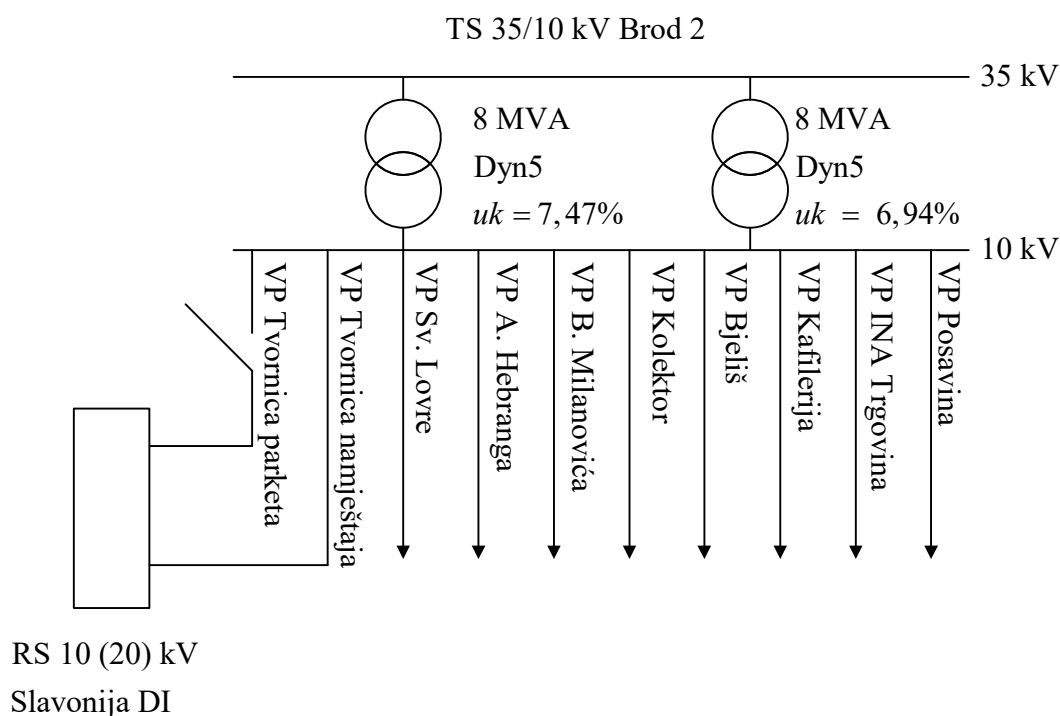 TS 35/10 kV Brod 2
35 kV
8 MVA
Dyn5
uk = 7,47%
8 MVA
Dyn5
uk = 6,94%
10 kV
VP Tvornica parketa
VP Tvornica namještaja
VP Sv. Lovre
VP A. Hebranga
VP B. Milanovića
VP Kolektor
VP Bjeliš
VP Kafilerija
VP INA Trgovina
VP Posavina
RS 10 (20) kV
Slavonija DI